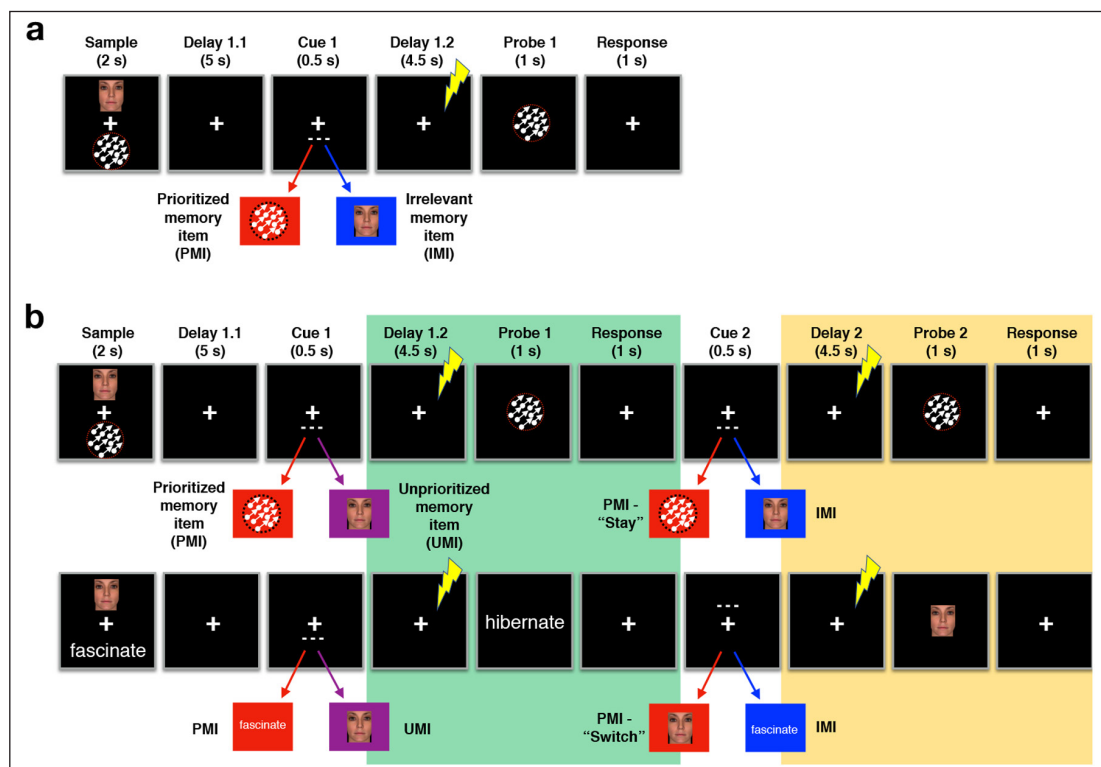 a
Sample Delay 1.1 Cue 1 Delay 1.2 Probe 1 Response
(2 s) (5 s) (0.5 s) (4.5 s) (1 s) (1 s)
Prioritized
memory
item
(PMI)
Irrelevant
memory
item
(IMI)
b
Sample Delay 1.1 Cue 1 Delay 1.2 Probe 1 Response Cue 2 Delay 2 Probe 2 Response
(2 s) (5 s) (0.5 s) (4.5 s) (1 s) (1 s) (0.5 s) (4.5 s) (1 s) (1 s)
Prioritized
memory
item
(PMI)
Unprioritized
memory
item
(UMI)
PMI -
“Stay”
IMI
fascinate
hibernate
PMI
fascinate
UMI
PMI -
“Switch”
fascinate
IMI